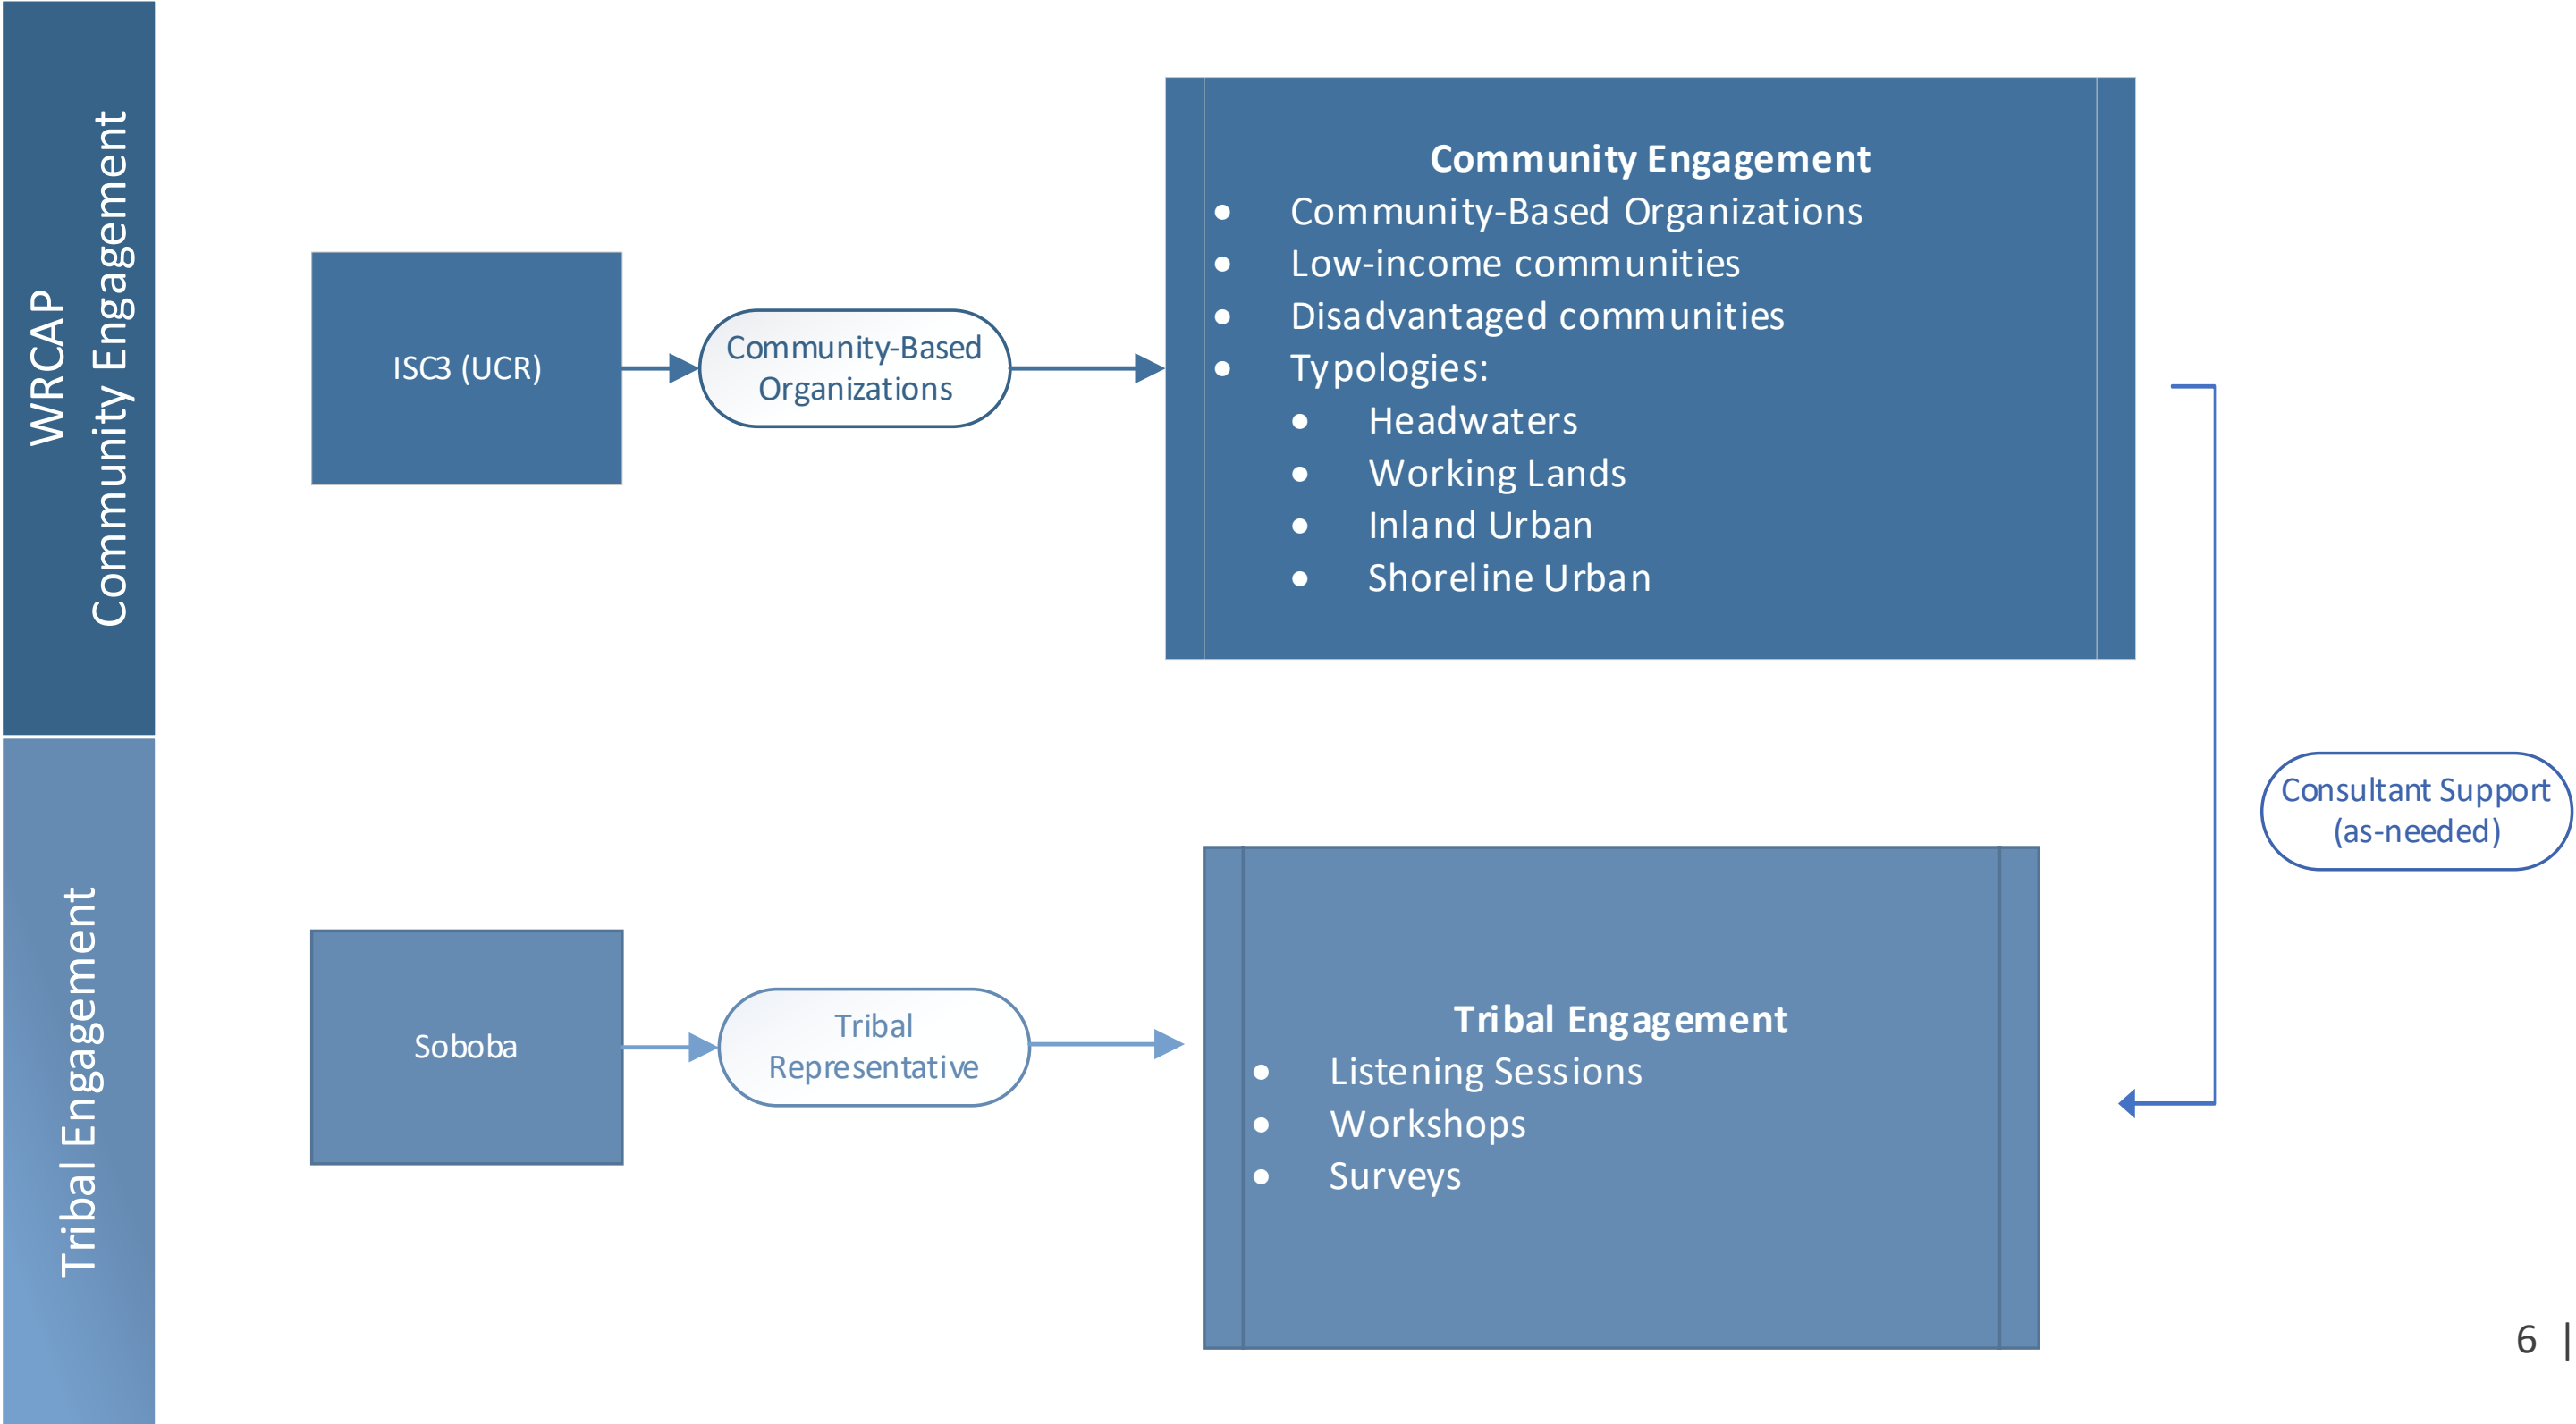 WRCAP
Community Engagement
ISC3 (UCR)
Community-Based
Organizations
Community Engagement
• Community-Based Organizations
• Low-income communities
• Disadvantaged communities
• Typologies:
• Headwaters
• Working Lands
• Inland Urban
• Shoreline Urban
Consultant Support
(as-needed)
Tribal Engagement
Soboba
Tribal
Representative
Tribal Engagement
• Listening Sessions
• Workshops
• Surveys
6 |